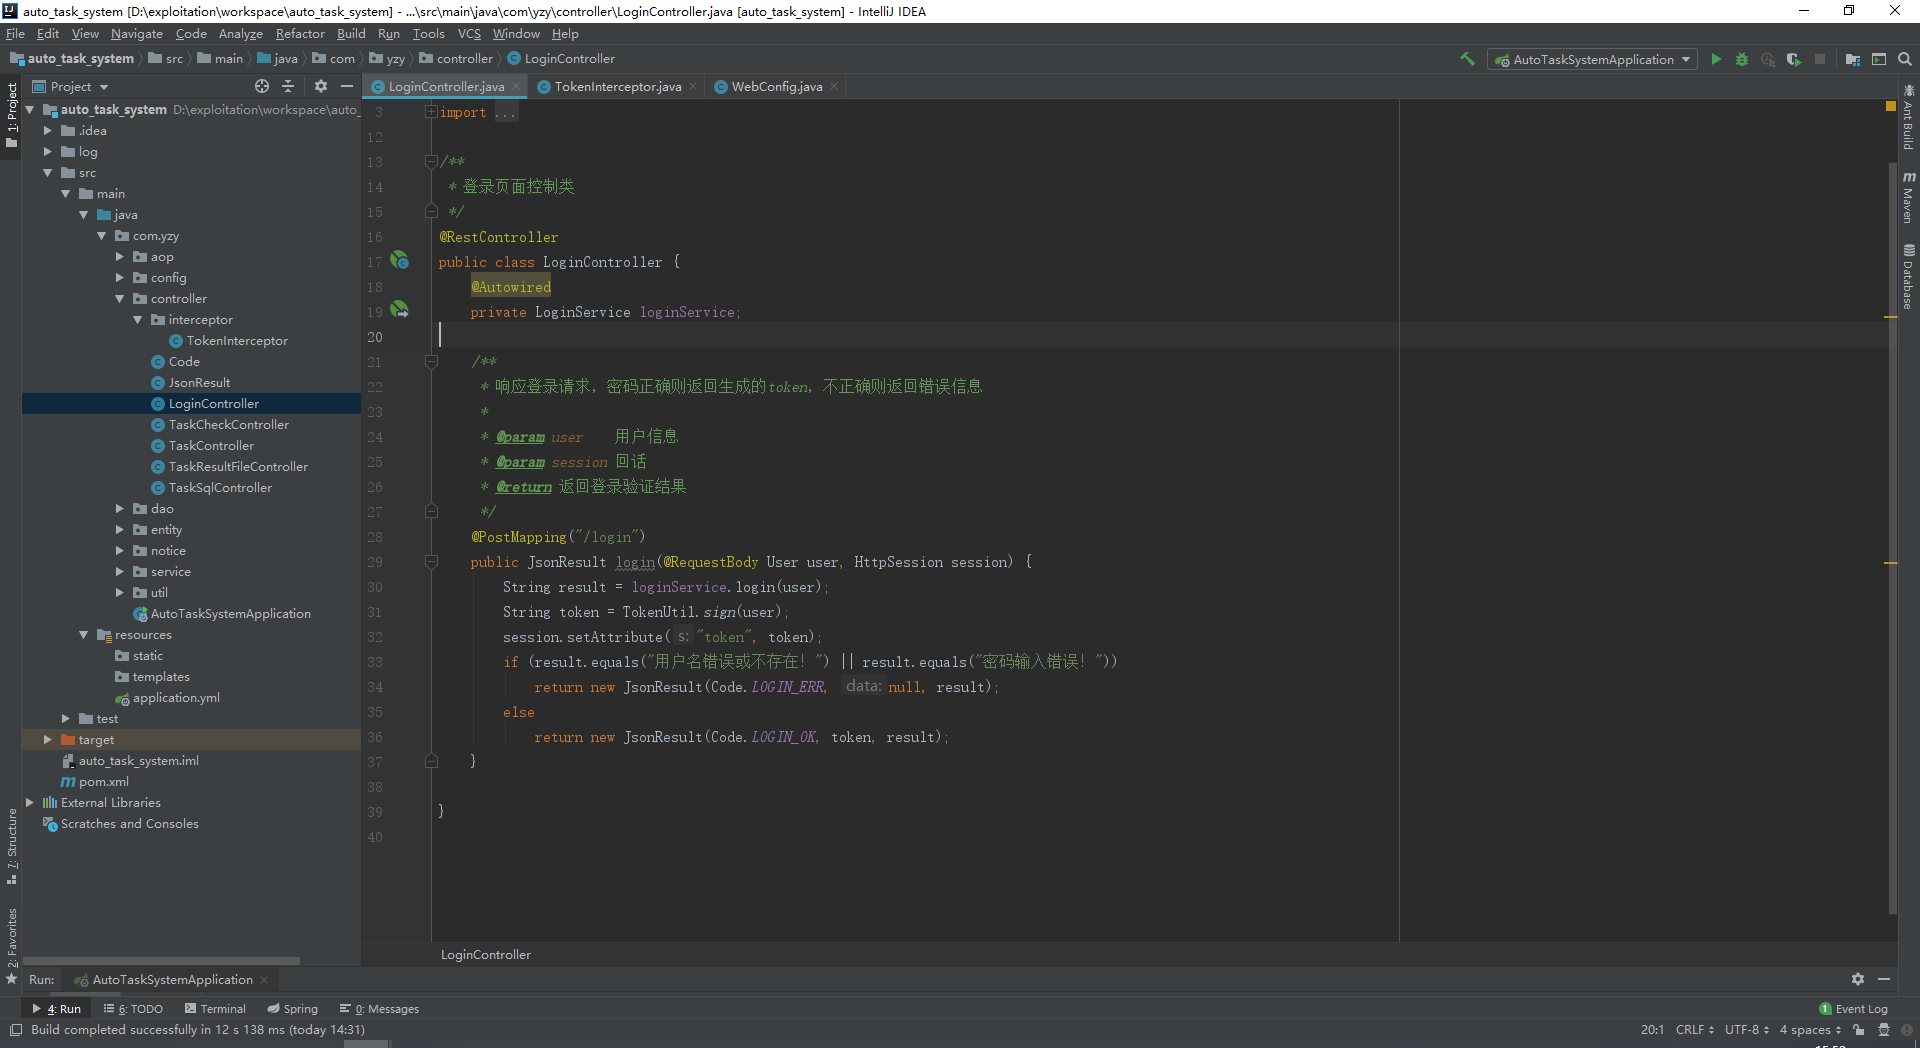 auto_task_system [D:\exploitation\workspace\auto_task_system] - ...\src\main\java\com\yzy\controller\LoginController.java [auto_task_system] - IntelliJ IDEA
File Edit View Navigate Code Analyze Refactor Build Run Tools VCS Window Help
auto_task_system src main java com yzy controller LoginController
AutoTaskSystemApplication
Project
LoginController.java
TokenInterceptor.java
WebConfig.java
1: Project
7: Structure
2: Favorites
auto_task_system D:\exploitation\workspace\auto_
.idea
log
src
main
java
com.yzy
aop
config
controller
interceptor
TokenInterceptor
Code
JsonResult
LoginController
TaskCheckController
TaskController
TaskResultFileController
TaskSqlController
dao
entity
notice
service
util
AutoTaskSystemApplication
resources
static
templates
application.yml
test
target
auto_task_system.iml
pom.xml
External Libraries
Scratches and Consoles
3 import ...
12
13 /**
14 * 登录页面控制类
15 */
16 @RestController
17 public class LoginController {
18 @Autowired
19 private LoginService loginService;
20
21 /**
22 * 响应登录请求，密码正确则返回生成的token，不正确则返回错误信息
23 *
24 * @param user 用户信息
25 * @param session 回话
26 * @return 返回登录验证结果
27 */
28 @PostMapping("/login")
29 public JsonResult login(@RequestBody User user, HttpSession session) {
30 String result = loginService.login(user);
31 String token = TokenUtil.sign(user);
32 session.setAttribute( s: "token", token);
33 if (result.equals("用户名错误或不存在！") || result.equals("密码输入错误！"))
34 return new JsonResult(Code.LOGIN_ERR, data: null, result);
35 else
36 return new JsonResult(Code.LOGIN_OK, token, result);
37 }
38
39 }
40
LoginController
Ant Build
Maven
Database
Run: AutoTaskSystemApplication
4: Run 6: TODO Terminal Spring 0: Messages
1 Event Log
Build completed successfully in 12 s 138 ms (today 14:31)
20:1 CRLF UTF-8 4 spaces